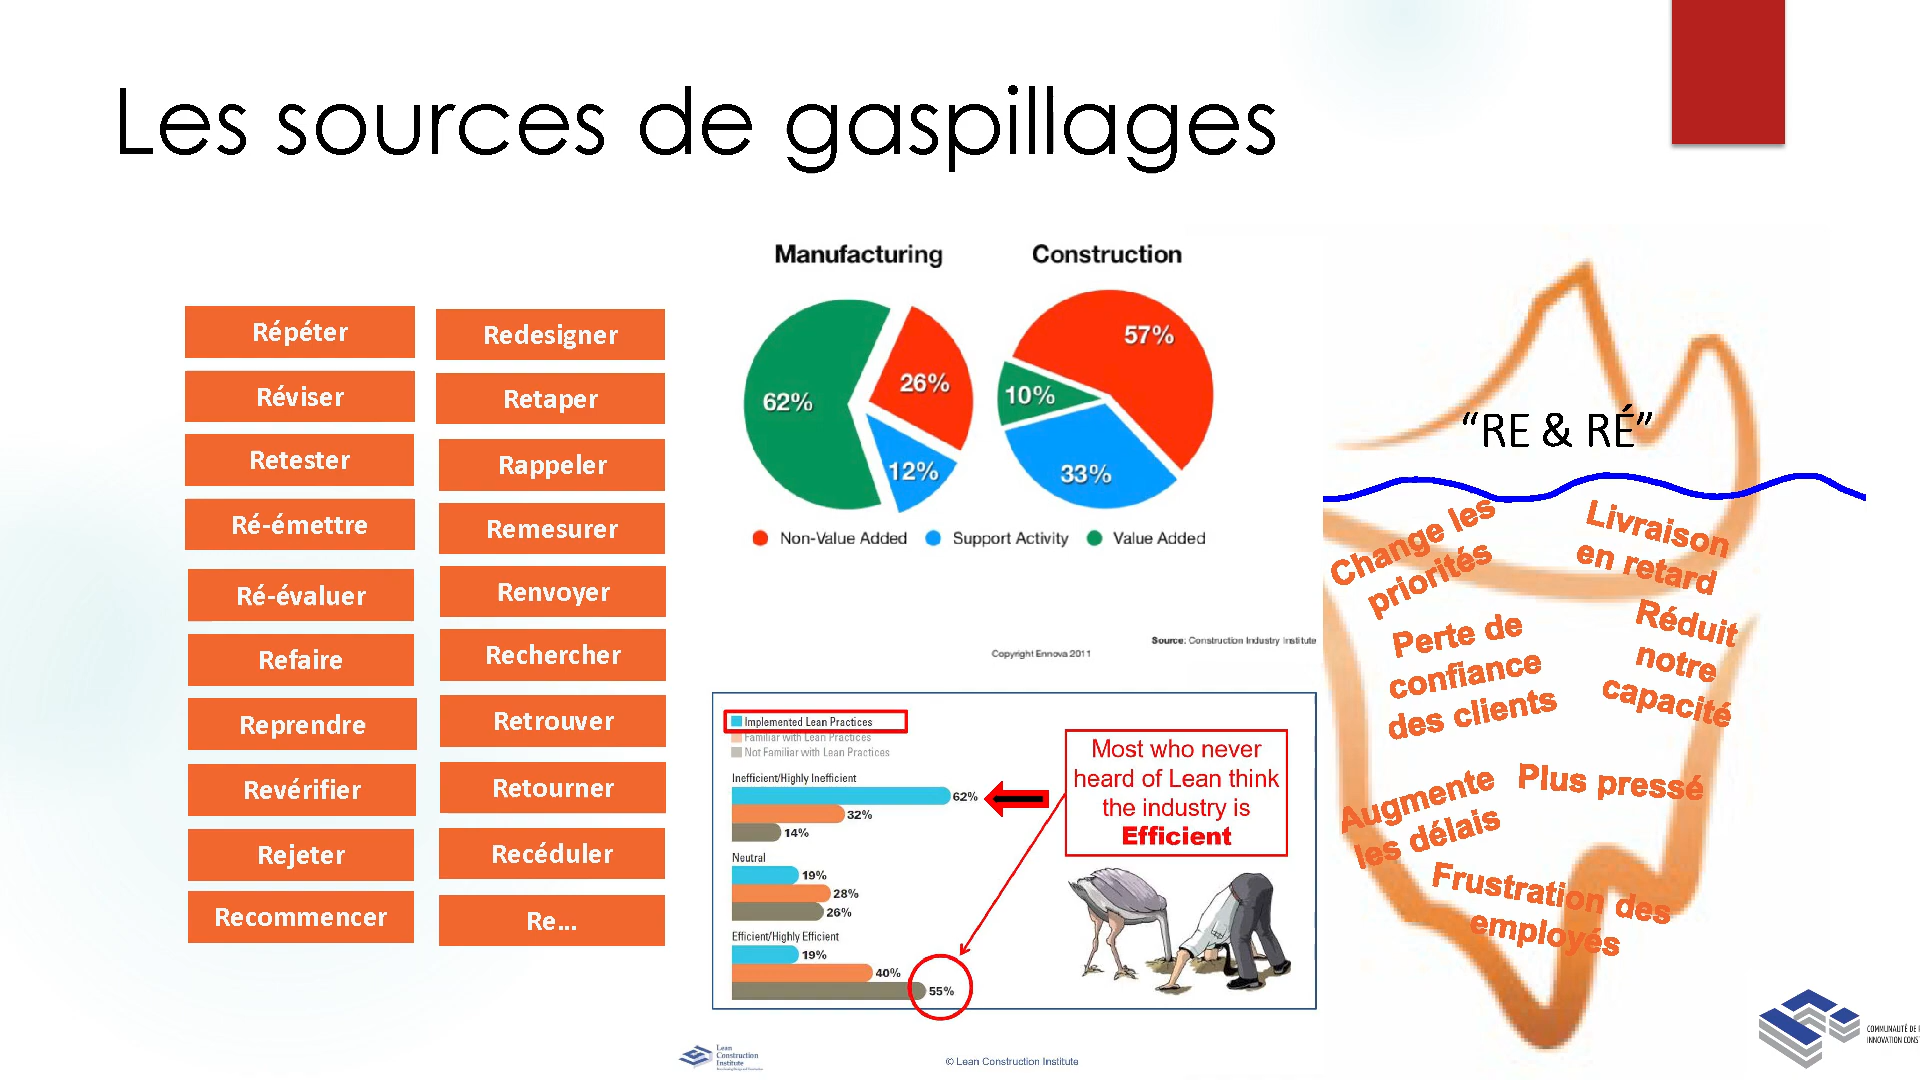 Les sources de gaspillages
Répéter
Réviser
Retester
Ré-émettre
Ré-évaluer
Refaire
Reprendre
Revérifier
Rejeter
Recommencer
Redesigner
Retaper
Rappeler
Remesurer
Renvoyer
Rechercher
Retrouver
Retourner
Recéduler
Re...
Manufacturing
62%
26%
12%
Construction
57%
10%
33%
Non-Value Added
Support Activity
Value Added
Source: Construction Industry Institute
Copyright Ennova 2011
Implemented Lean Practices
Familiar with Lean Practices
Not Familiar with Lean Practices
Inefficient/Highly Inefficient
62%
32%
14%
Neutral
19%
28%
26%
Efficient/Highly Efficient
19%
40%
55%
Most who never
heard of Lean think
the industry is
Efficient
Lean
Construction
Institute
© Lean Construction Institute
“RE & RÉ”
Change les
priorités
Livraison
en retard
Perte de
confiance
des clients
Réduit
notre
capacité
Augmente
les délais
Plus pressé
Frustration des
employés
COMMUNAUTÉ DE
INNOVATION CONS